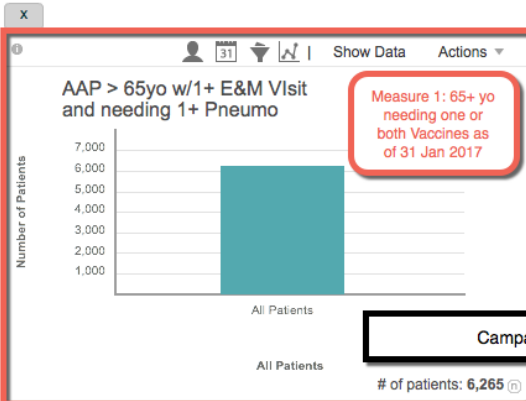 X
31 | Show Data Actions
AAP > 65yo w/1+ E&M VIsit
and needing 1+ Pneumo
Measure 1: 65+ yo
needing one or
both Vaccines as
of 31 Jan 2017
Number of Patients
7,000
6,000
5,000
4,000
3,000
2,000
1,000
All Patients
All Patients
Campa
# of patients: 6,265 n